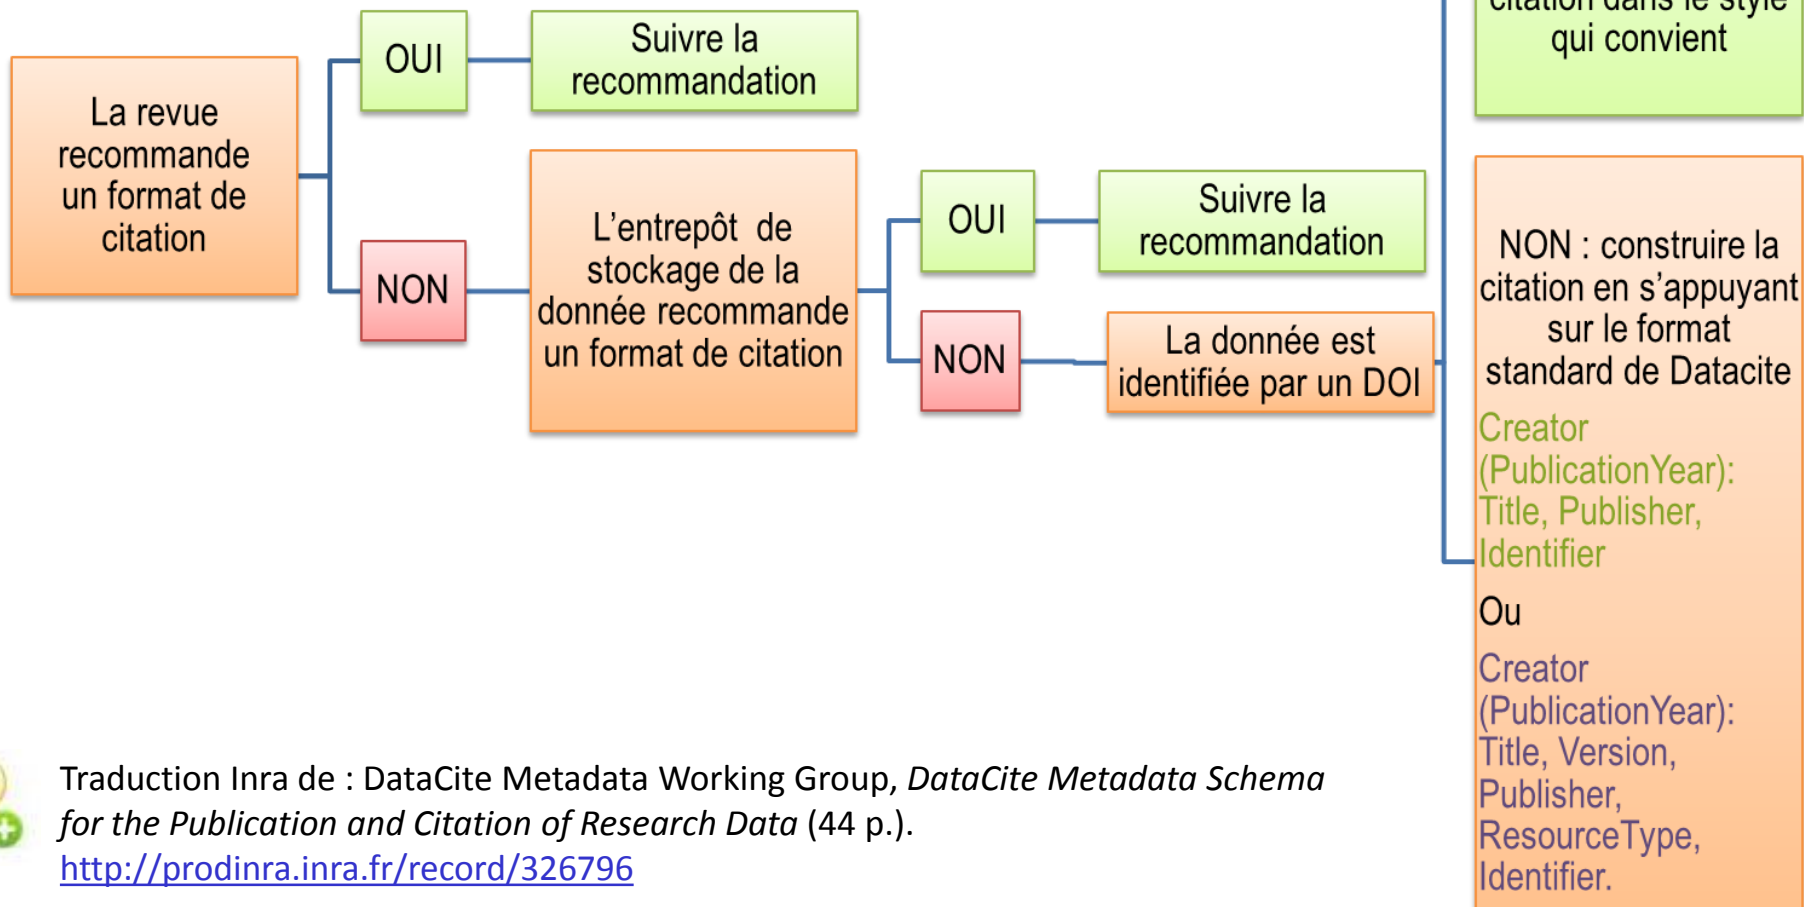 La revue
recommande
un format de
citation
OUI
Suivre la
recommandation
NON
L’entrepôt de
stockage de la
donnée recommande
un format de citation
OUI
Suivre la
recommandation
NON
La donnée est
identifiée par un DOI
citation dans le style
qui convient
NON : construire la
citation en s’appuyant
sur le format
standard de Datacite
Creator
(PublicationYear):
Title, Publisher,
Identifier
Ou
Creator
(PublicationYear):
Title, Version,
Publisher,
ResourceType,
Identifier.
Traduction Inra de : DataCite Metadata Working Group, DataCite Metadata Schema
for the Publication and Citation of Research Data (44 p.).
http://prodinra.inra.fr/record/326796